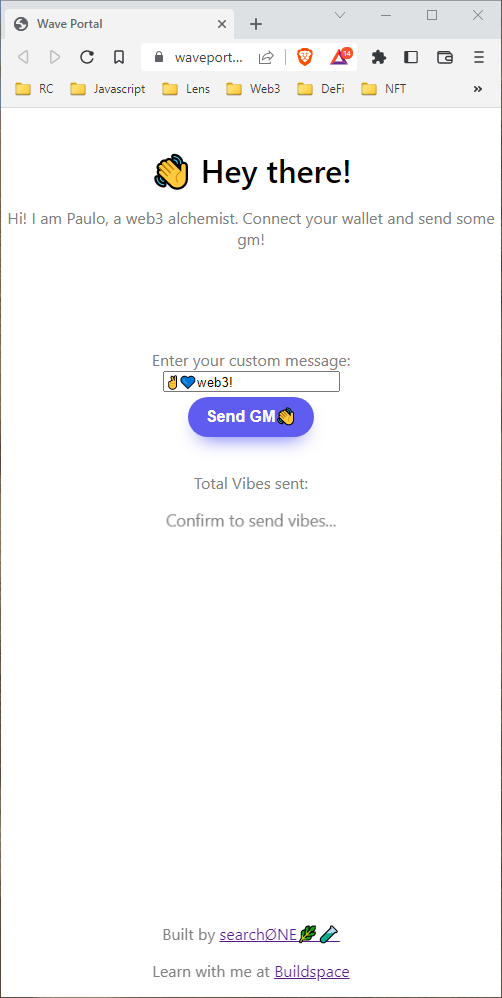 Wave Portal
waveport...
14
RC Javascript Lens Web3 DeFi NFT »
👋 Hey there!
Hi! I am Paulo, a web3 alchemist. Connect your wallet and send some
gm!
Enter your custom message:
✌💙web3!
Send GM👋
Total Vibes sent:
Confirm to send vibes...
Built by searchØNE🌿🧪
Learn with me at Buildspace